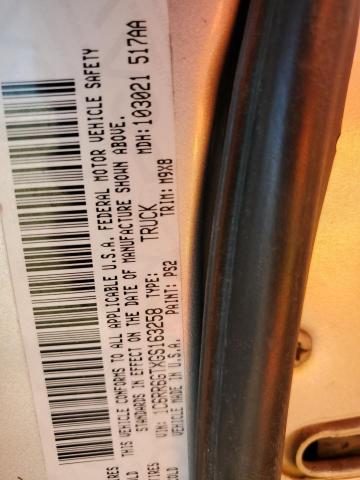 THIS VEHICLE CONFORMS TO ALL APPLICABLE U.S.A. FEDERAL MOTOR VEHICLE SAFETY
STANDARDS IN EFFECT ON THE DATE OF MANUFACTURE SHOWN ABOVE.
MDH:103021 517AA
VIN: 1C6RR6GTXGS163258 TYPE: TRUCK
VEHICLE MADE IN U.S.A. PAINT: PS2 TRIM: M9X8